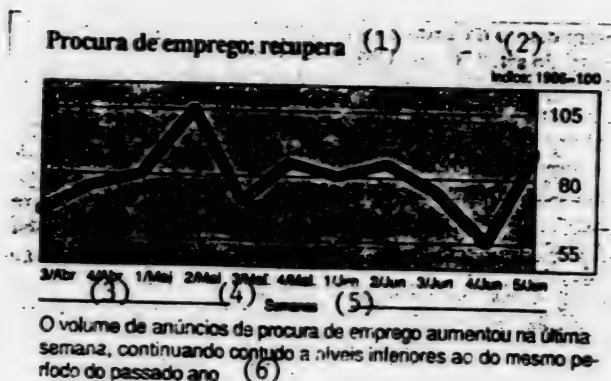 Procura de emprego: recupera (1) (2)
Indice: 1986-100
105
80
55
3/Abr 4/Abr 1/Mai 2/Mai 3/Mai 4/Mai 1/Jun 2/Jun 3/Jun 4/Jun 5/Jun
(3) (4) Semanas (5)
O volume de anúncios de procura de emprego aumentou na última
semana, continuando contudo a niveis inferiores ao do mesmo pe-
ríodo do passado ano (6)